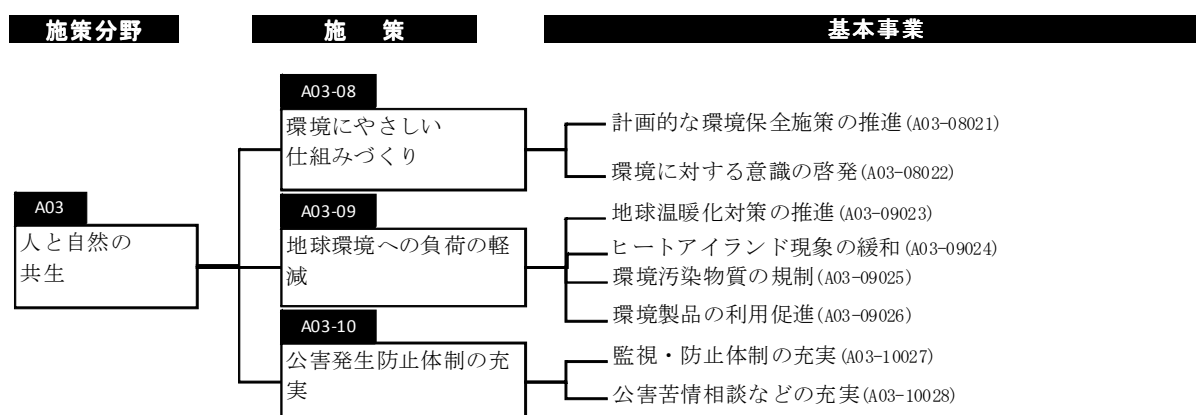 施策分野
施 策
基本事業
A03
人と自然の
共生
A03-08
環境にやさしい
仕組みづくり
計画的な環境保全施策の推進(A03-08021)
環境に対する意識の啓発(A03-08022)
A03-09
地球環境への負荷の軽
減
地球温暖化対策の推進(A03-09023)
ヒートアイランド現象の緩和(A03-09024)
環境汚染物質の規制(A03-09025)
環境製品の利用促進(A03-09026)
A03-10
公害発生防止体制の充
実
監視・防止体制の充実(A03-10027)
公害苦情相談などの充実(A03-10028)